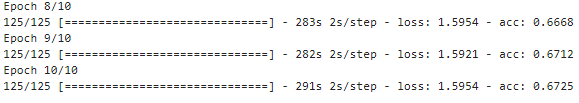 Epoch 8/10
125/125 [==============================] - 283s 2s/step - loss: 1.5954 - acc: 0.6668
Epoch 9/10
125/125 [==============================] - 282s 2s/step - loss: 1.5921 - acc: 0.6712
Epoch 10/10
125/125 [==============================] - 291s 2s/step - loss: 1.5954 - acc: 0.6725